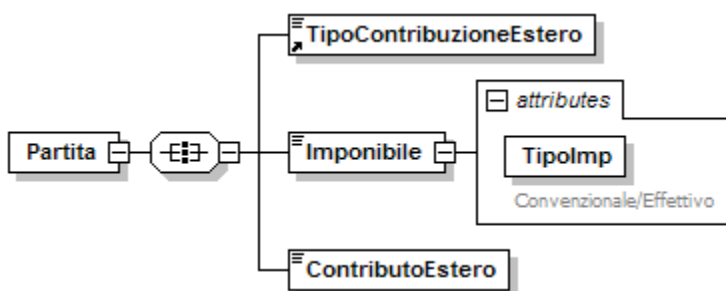 TipoContribuzioneEstero
attributes
Partita
Imponibile
TipoImp
Convenzionale/Effettivo
ContributoEstero